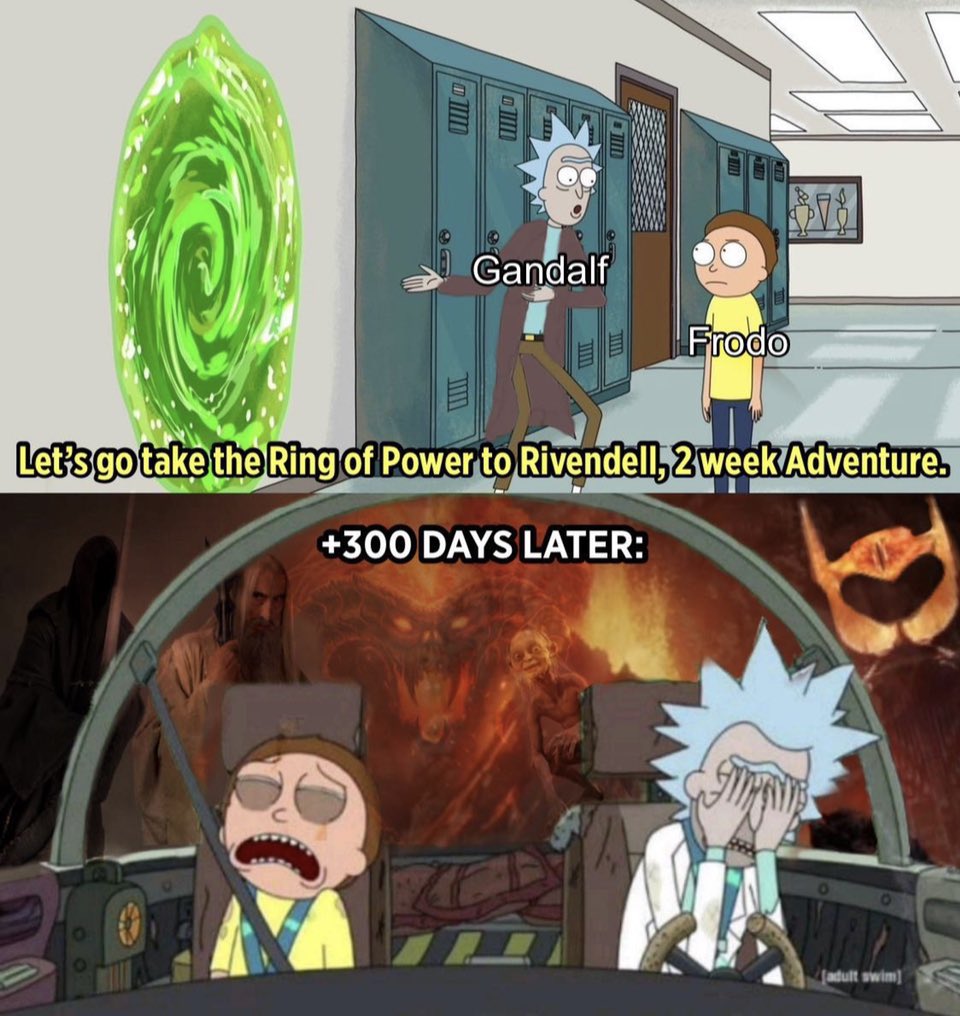 Gandalf
Frodo
Let's go take the Ring of Power to Rivendell, 2 week Adventure.
+300 DAYS LATER:
[adult swim]